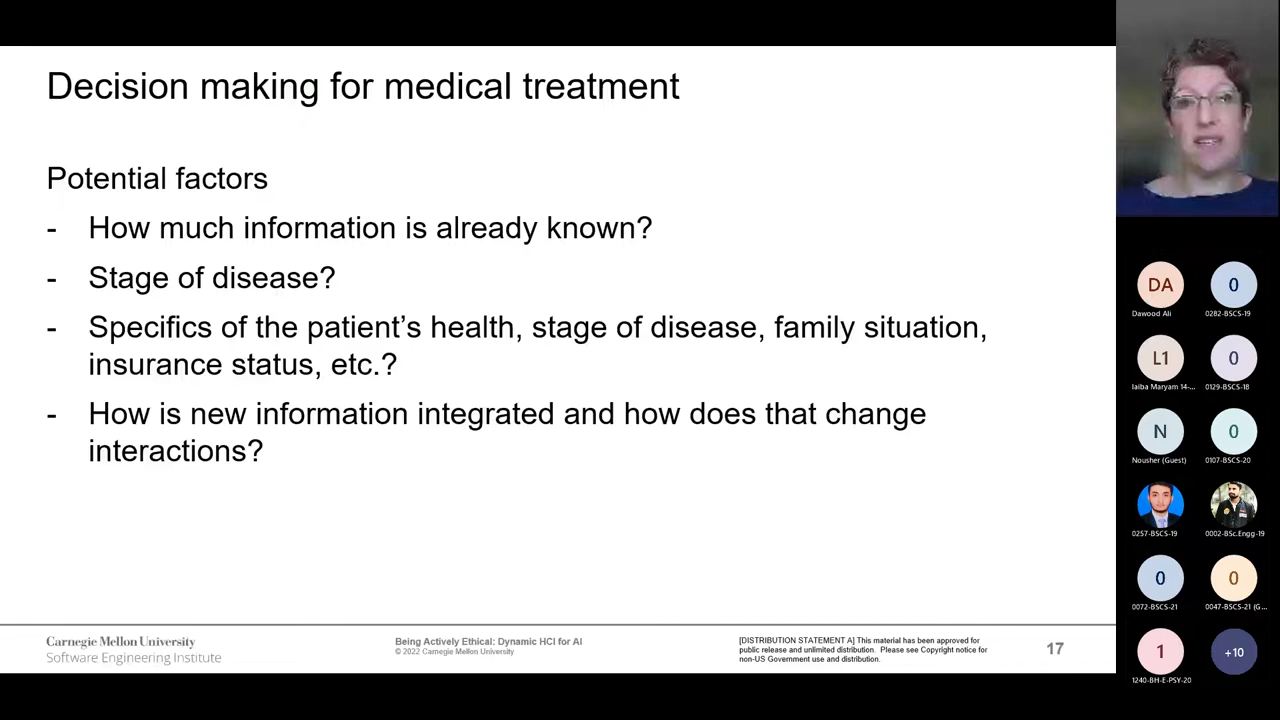 Decision making for medical treatment
Potential factors
- How much information is already known?
- Stage of disease?
- Specifics of the patient’s health, stage of disease, family situation,
insurance status, etc.?
- How is new information integrated and how does that change
interactions?
Carnegie Mellon University
Software Engineering Institute
Being Actively Ethical: Dynamic HCI for AI
© 2022 Carnegie Mellon University
[DISTRIBUTION STATEMENT A] This material has been approved for
public release and unlimited distribution. Please see Copyright notice for
non-US Government use and distribution.
17
DA
Dawood Ali
0
0282-BSCS-19
L1
laiba Maryam 14-...
0
0129-BSCS-18
N
Nousher (Guest)
0
0107-BSCS-20
0257-BSCS-19
0002-BSc.Engg-19
0
0072-BSCS-21
0
0047-BSCS-21 (G...
1
1240-BH-E-PSY-20
+10